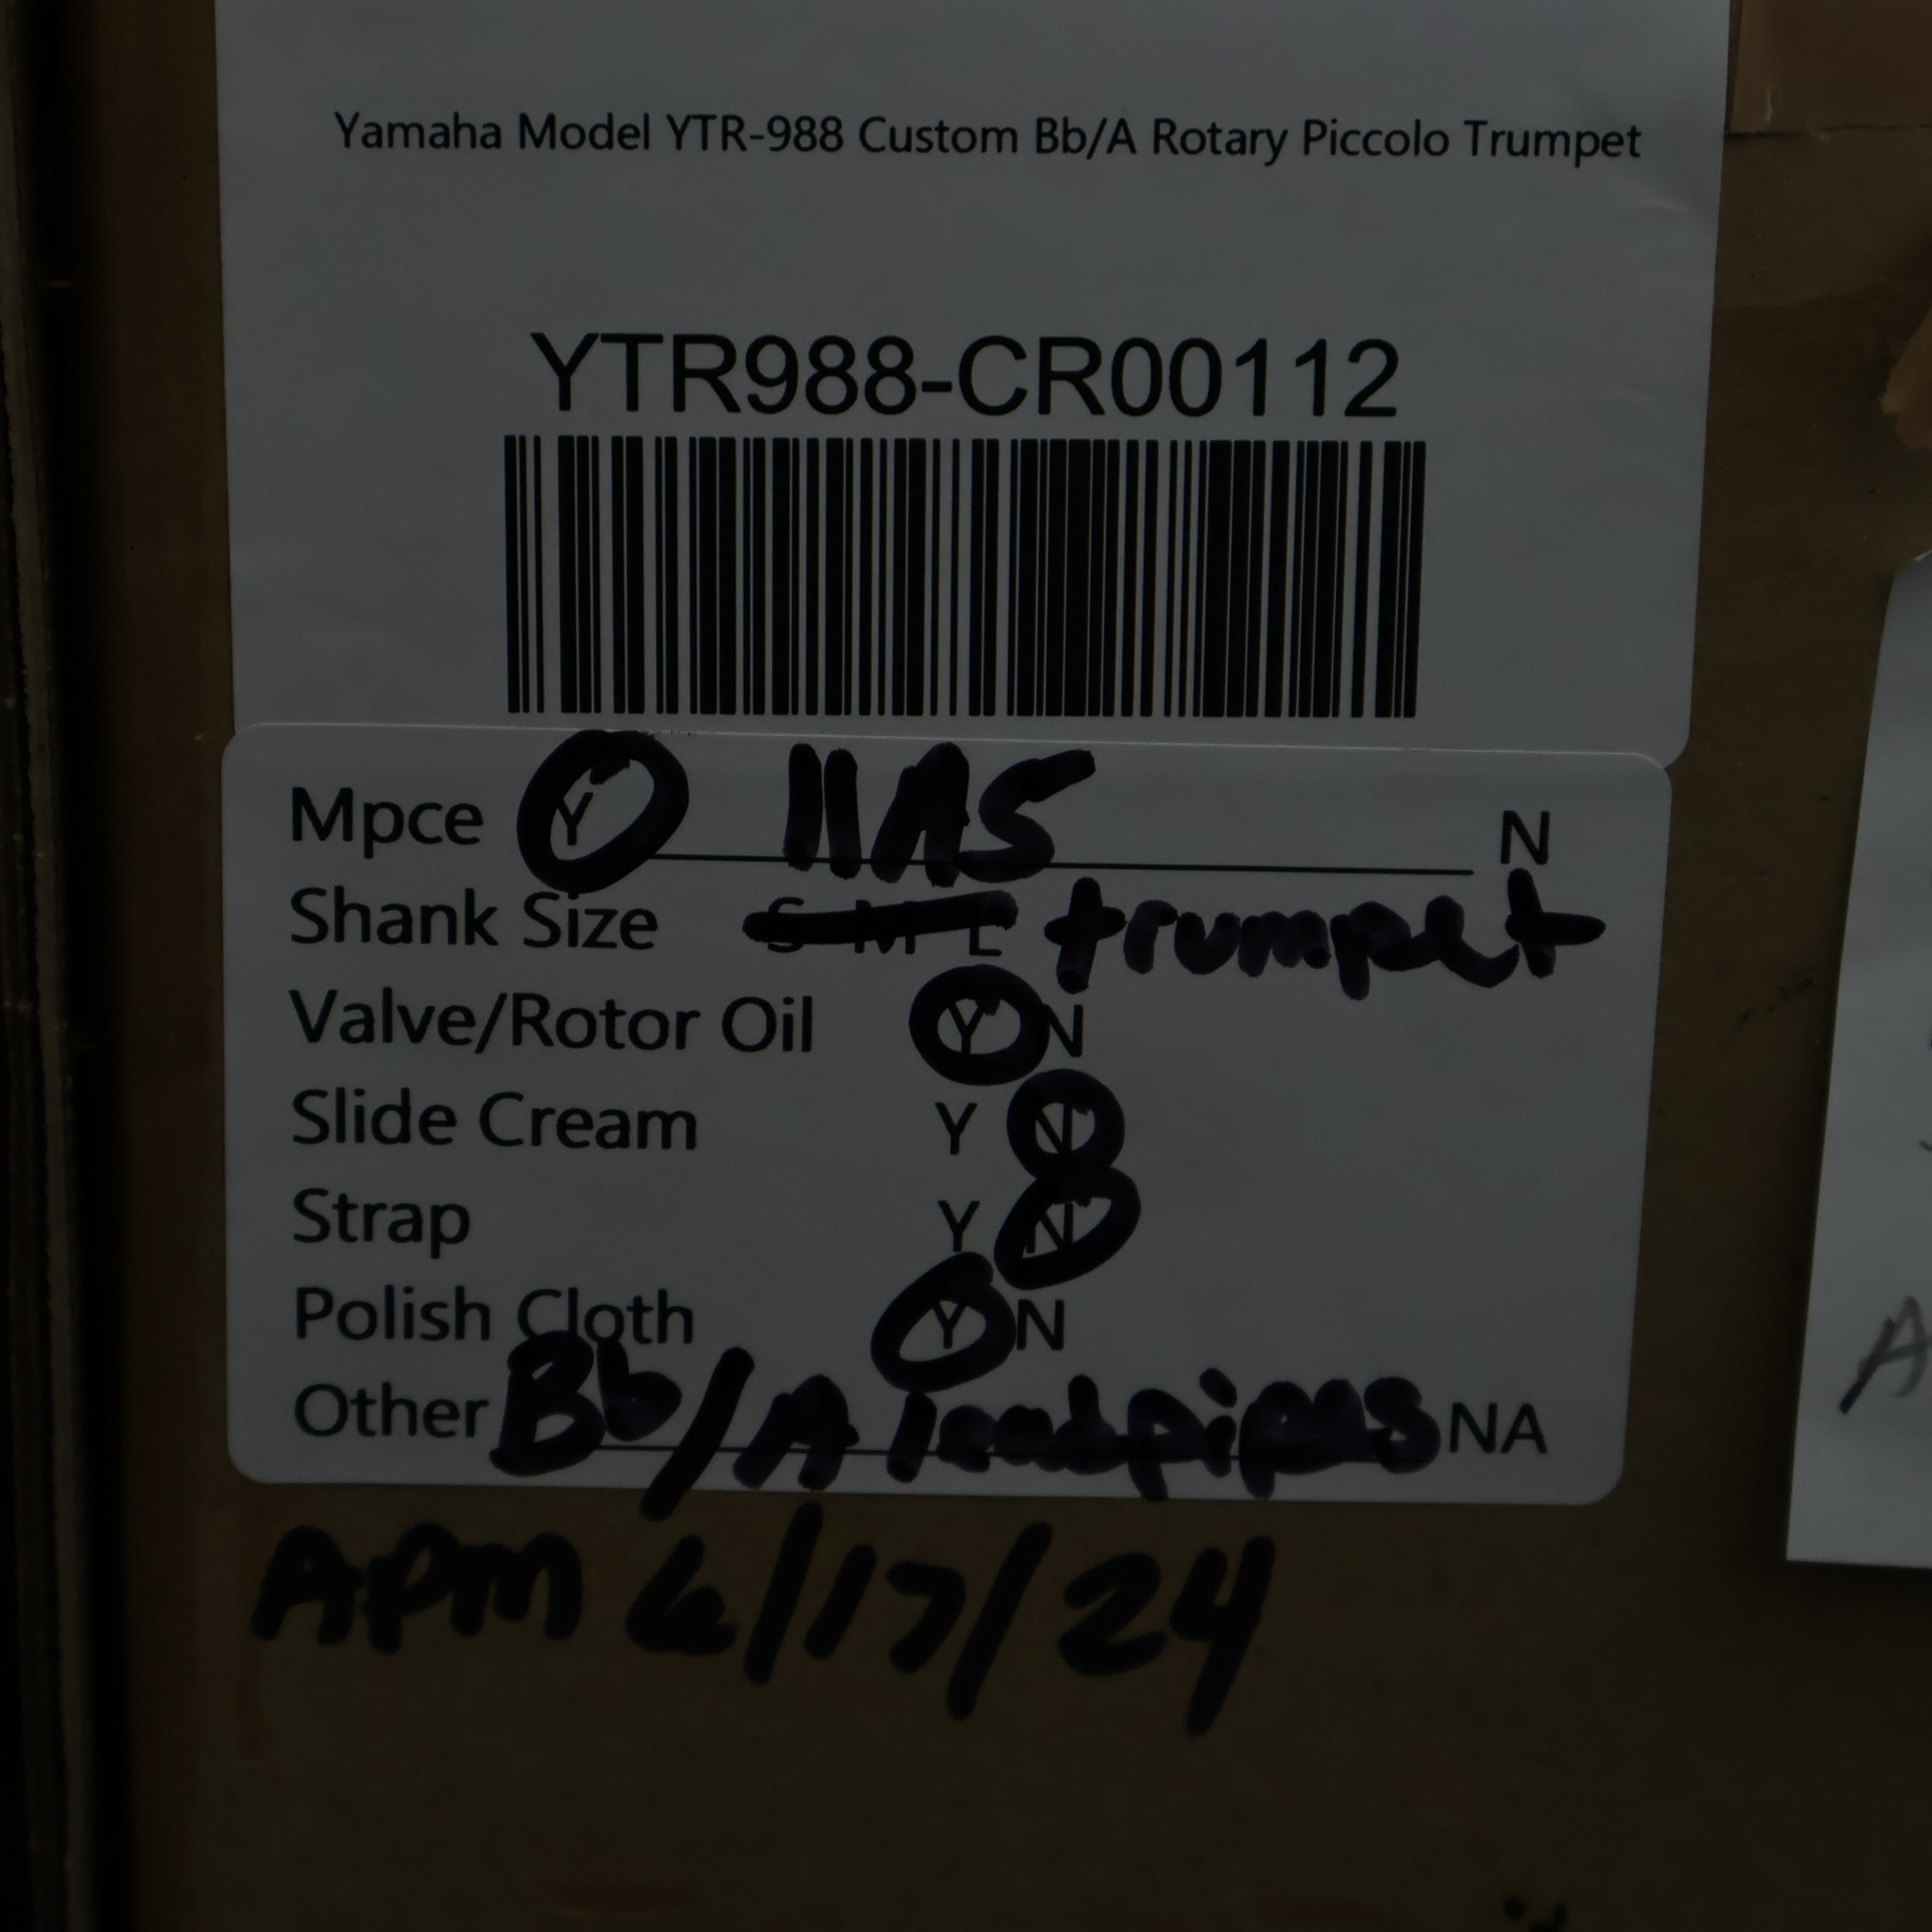 Yamaha Model YTR-988 Custom Bb/A Rotary Piccolo Trumpet
YTR988-CR00112
Mpce Y 11A5 N
Shank Size S M L trumpet
Valve/Rotor Oil Y N
Slide Cream Y N
Strap Y N
Polish Cloth Y N
Other Bb/A leadpipes NA
APM 6/17/24
A